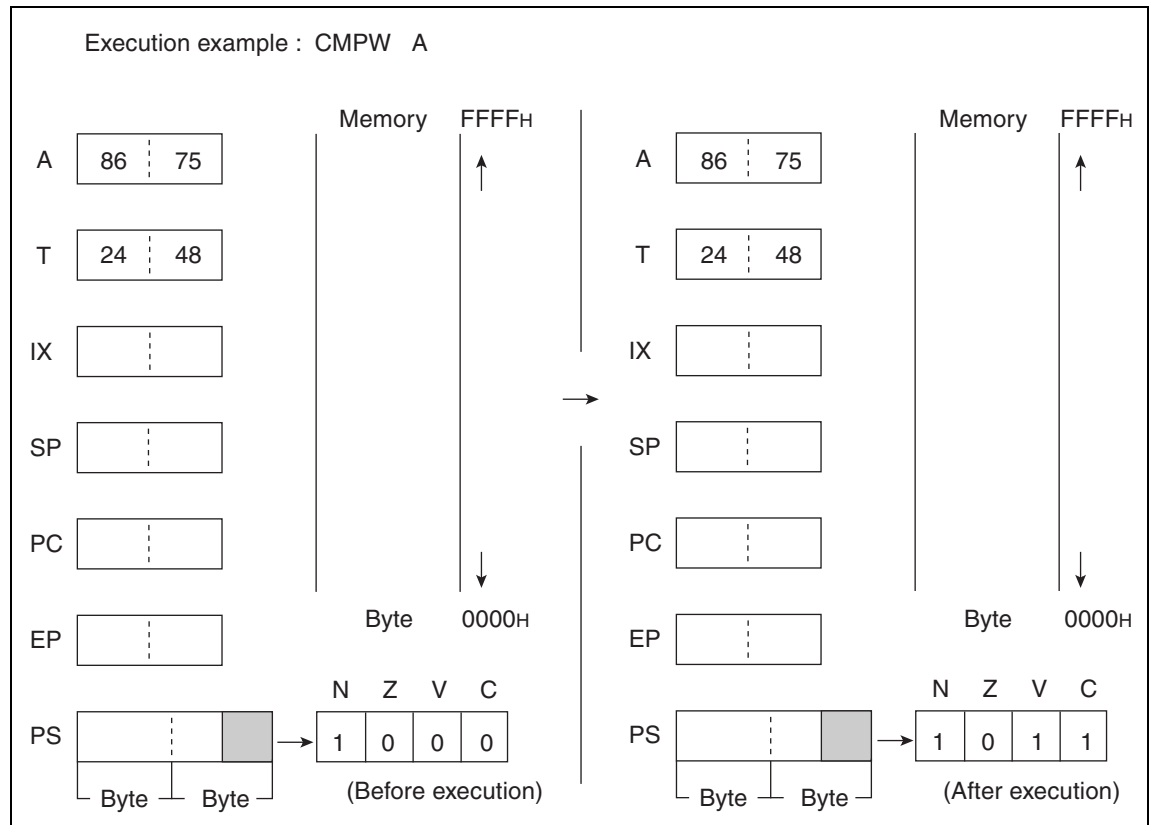 Execution example : CMPW A
Memory FFFFH
A 86 75
T 24 48
IX
SP
PC
EP
Byte 0000H
N Z V C
PS 1 0 0 0
Byte Byte (Before execution)
Memory FFFFH
A 86 75
T 24 48
IX
SP
PC
EP
Byte 0000H
N Z V C
PS 1 0 1 1
Byte Byte (After execution)